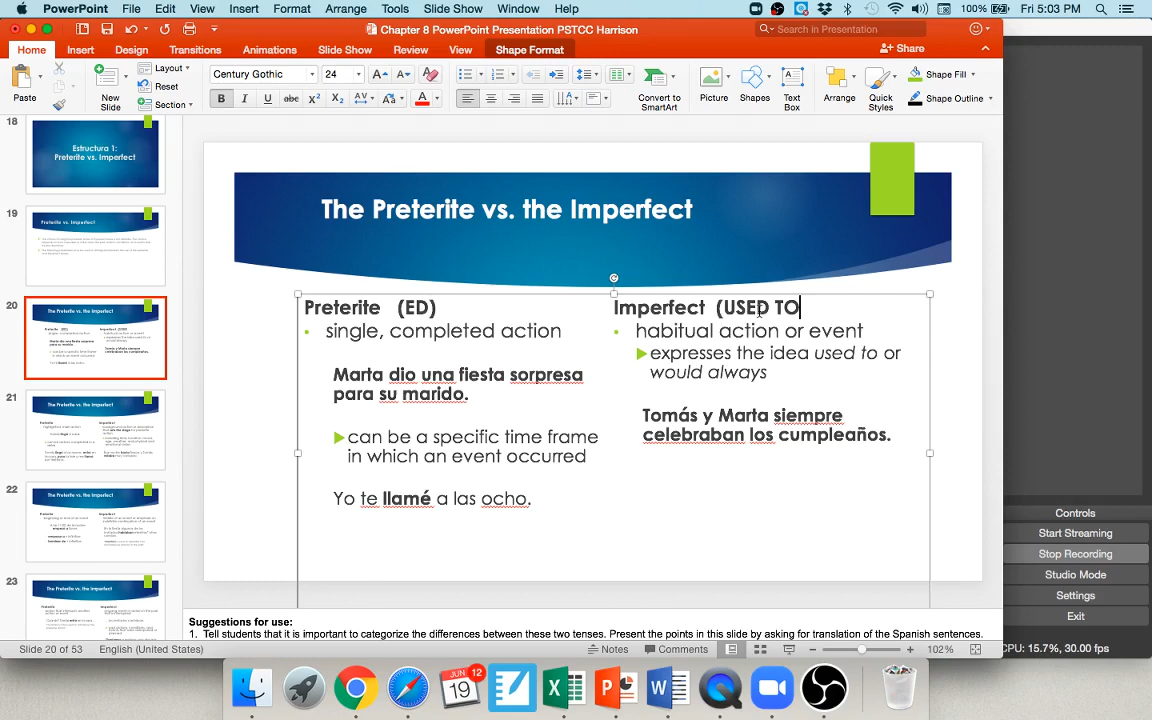 PowerPoint File Edit View Insert Format Arrange Tools Slide Show Window Help 100% Fri 5:03 PM
Chapter 8 PowerPoint Presentation PSTCC Harrison
Search in Presentation
Home Insert Design Transitions Animations Slide Show Review View Shape Format
Share
Paste
New Slide
Layout
Reset
Section
Century Gothic 24
B I U abc X² X₂ AV Aa A
Convert to SmartArt
Picture
Shapes
Text Box
Arrange
Quick Styles
Shape Fill
Shape Outline
18
Estructura 1:
Preterite vs. Imperfect
19
Preterite vs. Imperfect
20
The Preterite vs. the Imperfect
21
The Preterite vs. the Imperfect
22
The Preterite vs. the Imperfect
23
The Preterite vs. the Imperfect
The Preterite vs. the Imperfect
Preterite (ED)
• single, completed action
Marta dio una fiesta sorpresa
para su marido.
can be a specific time frame
in which an event occurred
Yo te llamé a las ocho.
Imperfect (USED TO
• habitual action or event
expresses the idea used to or
would always
Tomás y Marta siempre
celebraban los cumpleaños.
Suggestions for use:
1. Tell students that it is important to categorize the differences between these two tenses. Present the points in this slide by asking for translation of the Spanish sentences.
Slide 20 of 53 English (United States) Notes Comments 102%
Controls
Start Streaming
Stop Recording
Studio Mode
Settings
Exit
CPU: 15.7%, 30.00 fps
JUN
19
12